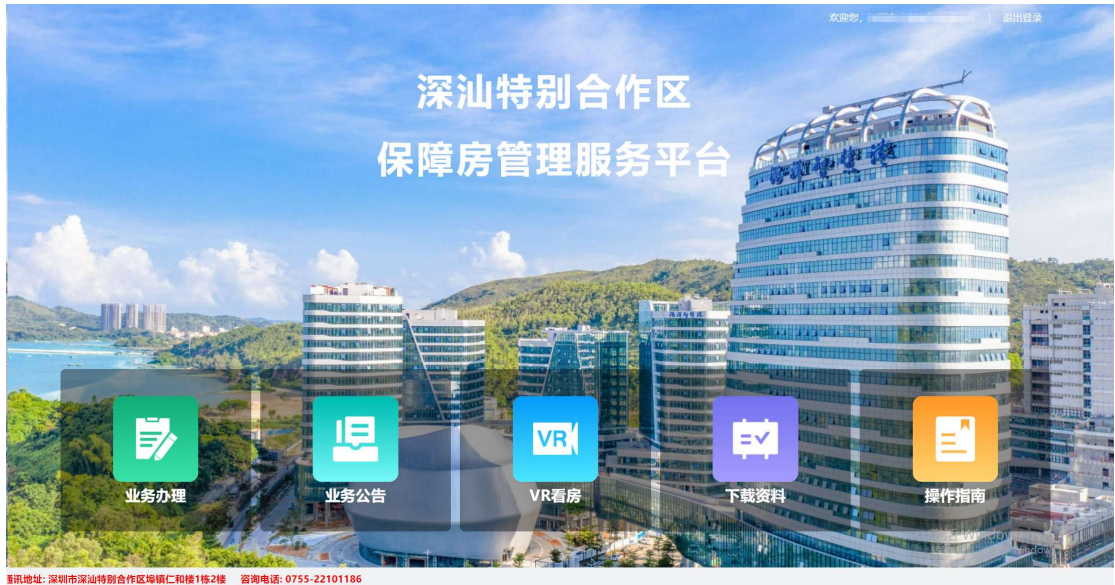 欢迎您, | 退出登录
深汕特别合作区
保障房管理服务平台
业务办理
业务公告
VR
VR看房
下载资料
操作指南
通讯地址: 深圳市深汕特别合作区埠镇仁和楼1栋2楼 咨询电话: 0755-22101186